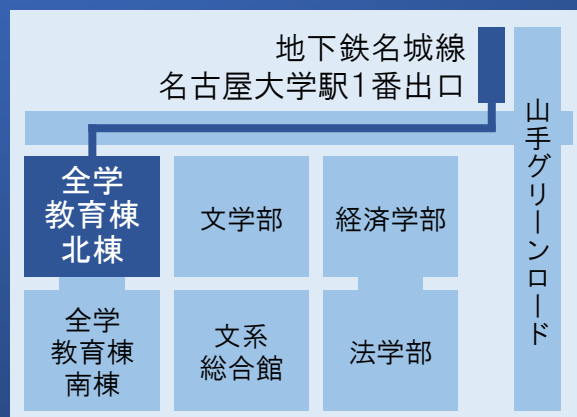 地下鉄名城線
名古屋大学駅1番出口
山手グリーンロード
全学
教育棟
北棟
文学部
経済学部
全学
教育棟
南棟
文系
総合館
法学部